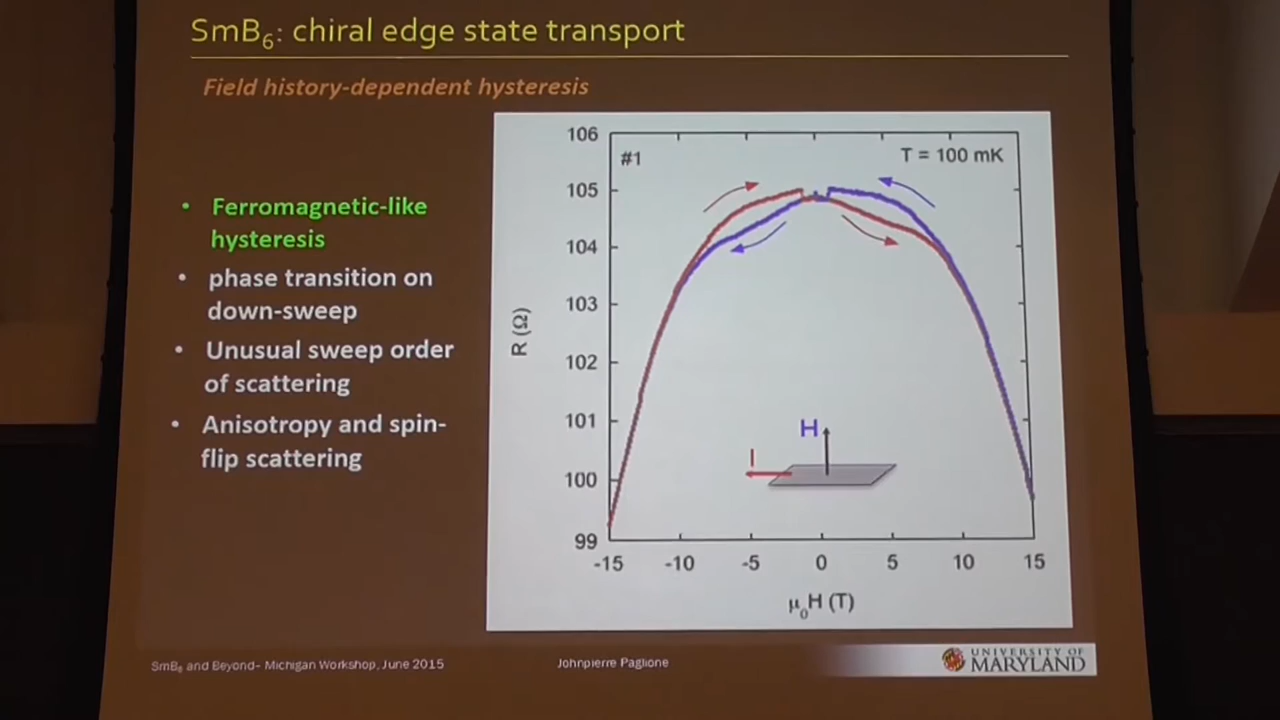 SmB₆: chiral edge state transport
Field history-dependent hysteresis
• Ferromagnetic-like
hysteresis
• phase transition on
down-sweep
• Unusual sweep order
of scattering
• Anisotropy and spin-
flip scattering
#1
T = 100 mK
106
105
104
103
102
101
100
99
R (Ω)
H
I
-15 -10 -5 0 5 10 15
μ₀H (T)
SmB₆ and Beyond– Michigan Workshop, June 2015
Johnpierre Paglione
UNIVERSITY OF
MARYLAND